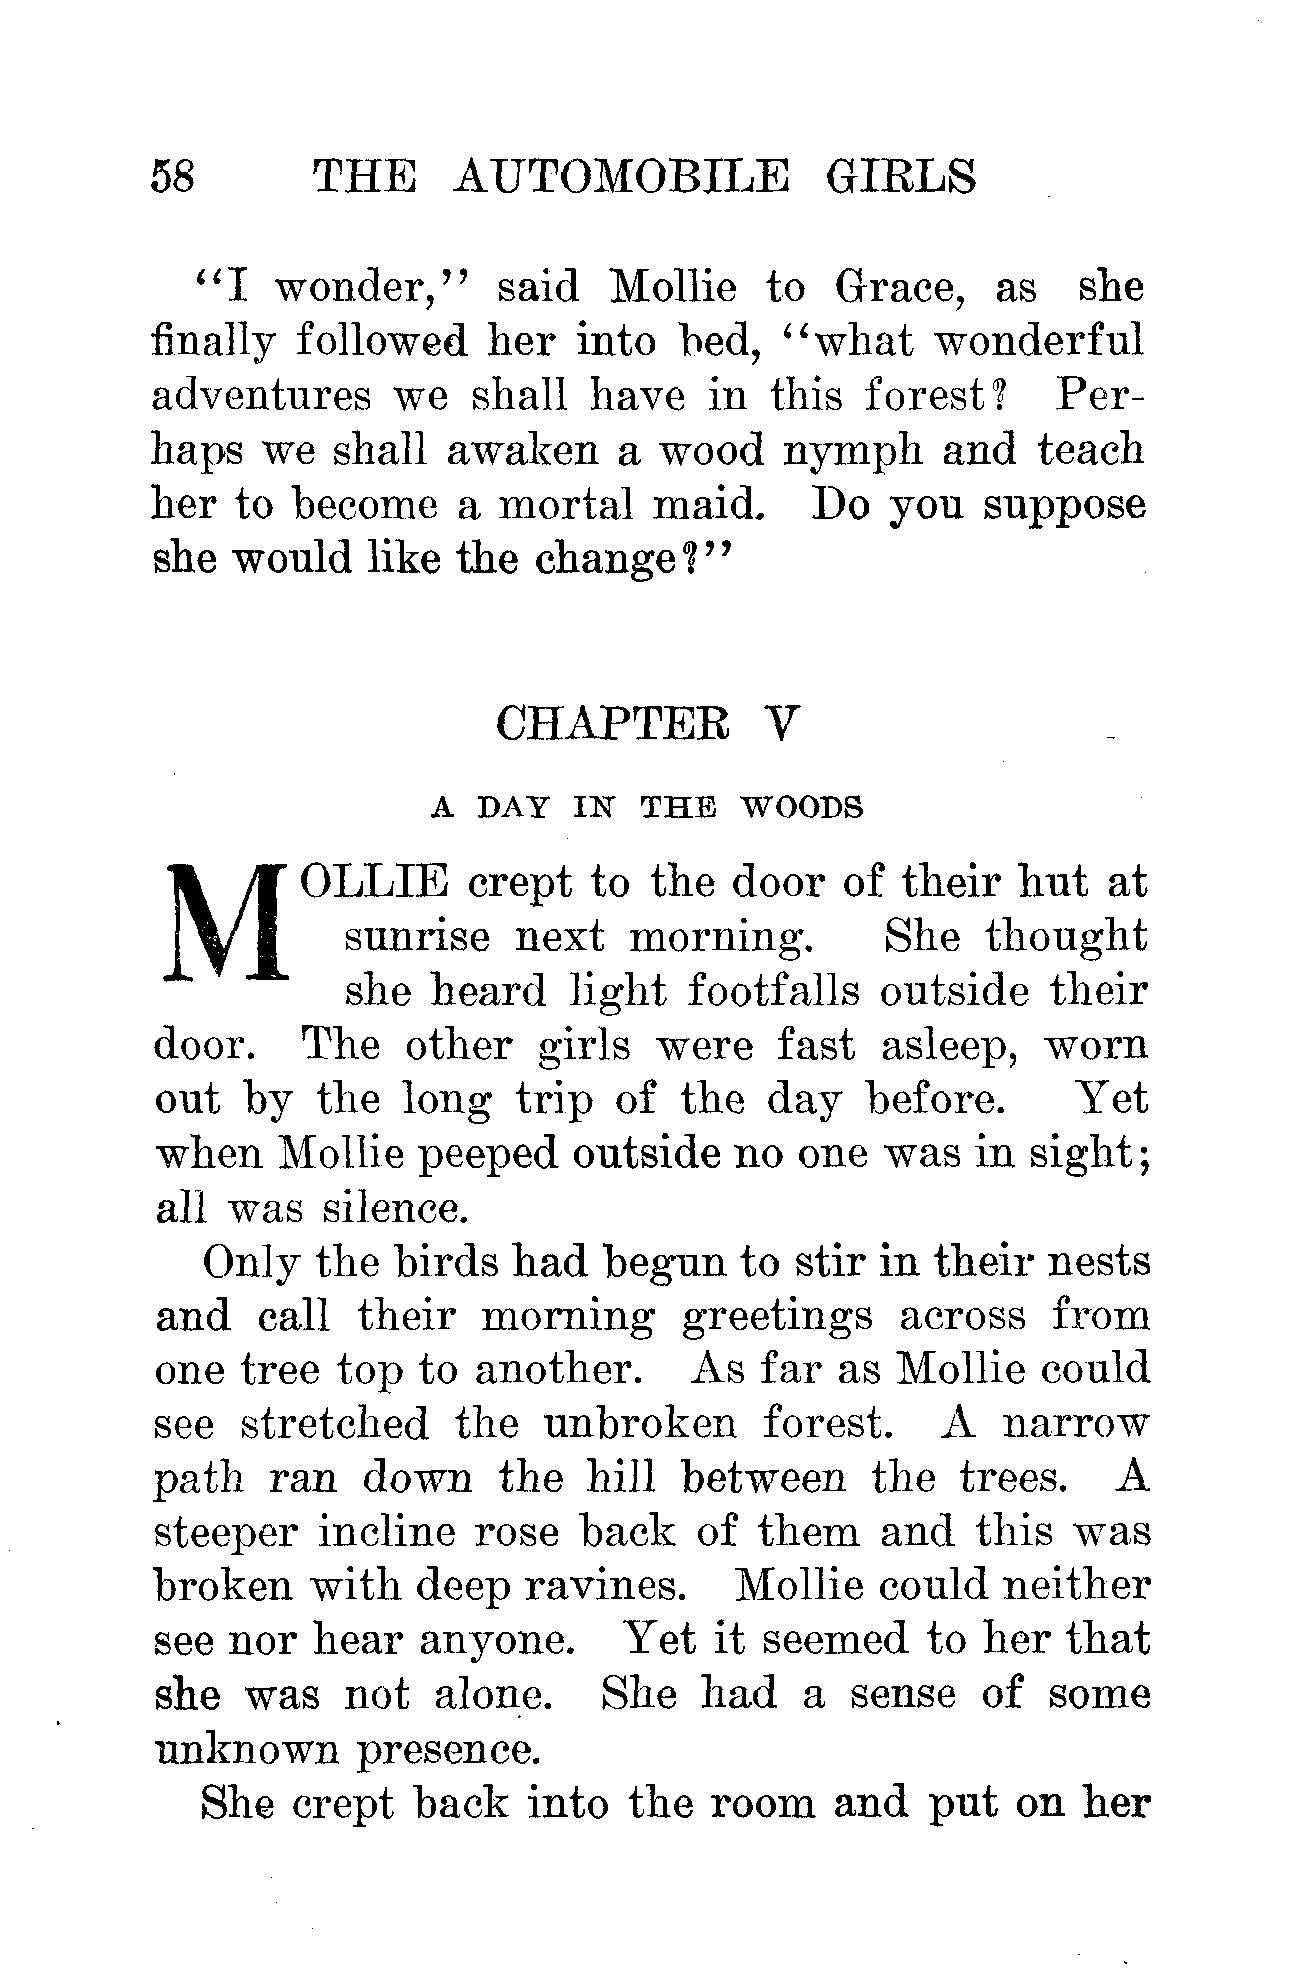 58 THE AUTOMOBILE GIRLS
“I wonder,” said Mollie to Grace, as she
finally followed her into bed, “what wonderful
adventures we shall have in this forest? Per-
haps we shall awaken a wood nymph and teach
her to become a mortal maid. Do you suppose
she would like the change?”
CHAPTER V
A DAY IN THE WOODS
MOLLIE crept to the door of their hut at
sunrise next morning. She thought
she heard light footfalls outside their
door. The other girls were fast asleep, worn
out by the long trip of the day before. Yet
when Mollie peeped outside no one was in sight;
all was silence.
Only the birds had begun to stir in their nests
and call their morning greetings across from
one tree top to another. As far as Mollie could
see stretched the unbroken forest. A narrow
path ran down the hill between the trees. A
steeper incline rose back of them and this was
broken with deep ravines. Mollie could neither
see nor hear anyone. Yet it seemed to her that
she was not alone. She had a sense of some
unknown presence.
She crept back into the room and put on her